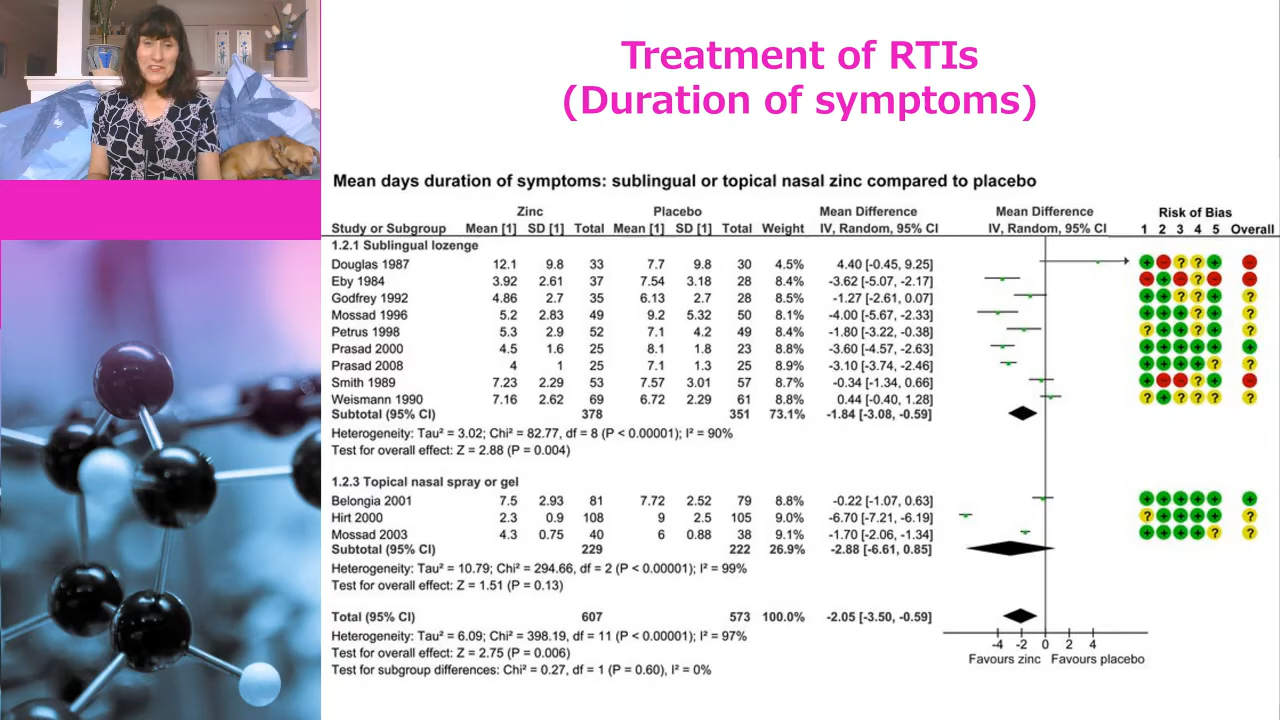 Treatment of RTIs
(Duration of symptoms)
Mean days duration of symptoms: sublingual or topical nasal zinc compared to placebo
Zinc Placebo Mean Difference Mean Difference Risk of Bias
Study or Subgroup Mean [1] SD [1] Total Mean [1] SD [1] Total Weight IV, Random, 95% CI IV, Random, 95% CI 1 2 3 4 5 Overall
1.2.1 Sublingual lozenge
Douglas 1987 12.1 9.8 33 7.7 9.8 30 4.5% 4.40 [-0.45, 9.25] + - ? ? + -
Eby 1984 3.92 2.61 37 7.54 3.18 28 8.4% -3.62 [-5.07, -2.17] - + - ? - -
Godfrey 1992 4.86 2.7 35 6.13 2.7 28 8.5% -1.27 [-2.61, 0.07] + + ? ? + ?
Mossad 1996 5.2 2.83 49 9.2 5.32 50 8.1% -4.00 [-5.67, -2.33] + + + ? + ?
Petrus 1998 5.3 2.9 52 7.1 4.2 49 8.5% -1.80 [-3.22, -0.38] ? + + ? + ?
Prasad 2000 4.5 1.6 25 8.1 1.8 23 8.8% -3.60 [-4.57, -2.63] + + + + + +
Prasad 2008 4 1 25 7.1 1.3 25 8.9% -3.10 [-3.74, -2.46] + + + + ? ?
Smith 1989 7.23 2.29 53 7.57 3.01 57 8.7% -0.34 [-1.34, 0.66] + - - ? + -
Weismann 1990 7.16 2.62 69 6.72 2.29 61 8.8% 0.44 [-0.40, 1.28] ? + ? ? ? ?
Subtotal (95% CI) 378 351 73.1% -1.84 [-3.08, -0.59]
Heterogeneity: Tau² = 3.02; Chi² = 82.77, df = 8 (P < 0.00001); I² = 90%
Test for overall effect: Z = 2.88 (P = 0.004)
1.2.3 Topical nasal spray or gel
Belongia 2001 7.5 2.93 81 7.72 2.52 79 8.8% -0.22 [-1.07, 0.63] + + + + + +
Hirt 2000 2.3 0.9 108 9 2.5 105 9.0% -6.70 [-7.21, -6.19] ? + + + + ?
Mossad 2003 4.3 0.75 40 6 0.88 38 9.1% -1.70 [-2.06, -1.34] + + + + ? ?
Subtotal (95% CI) 229 222 26.9% -2.88 [-6.61, 0.85]
Heterogeneity: Tau² = 10.79; Chi² = 294.66, df = 2 (P < 0.00001); I² = 99%
Test for overall effect: Z = 1.51 (P = 0.13)
Total (95% CI) 607 573 100.0% -2.05 [-3.50, -0.59]
Heterogeneity: Tau² = 6.09; Chi² = 398.19, df = 11 (P < 0.00001); I² = 97%
Test for overall effect: Z = 2.75 (P = 0.006)
Test for subgroup differences: Chi² = 0.27, df = 1 (P = 0.60), I² = 0%
-4 -2 0 2 4
Favours zinc Favours placebo